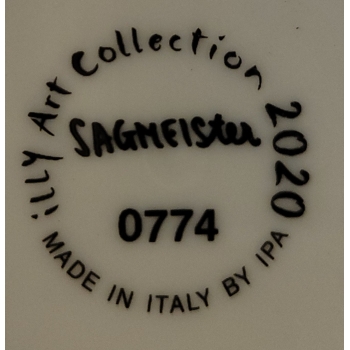 illy Art Collection 2020
SAGMEISter
0774
MADE IN ITALY BY IPA